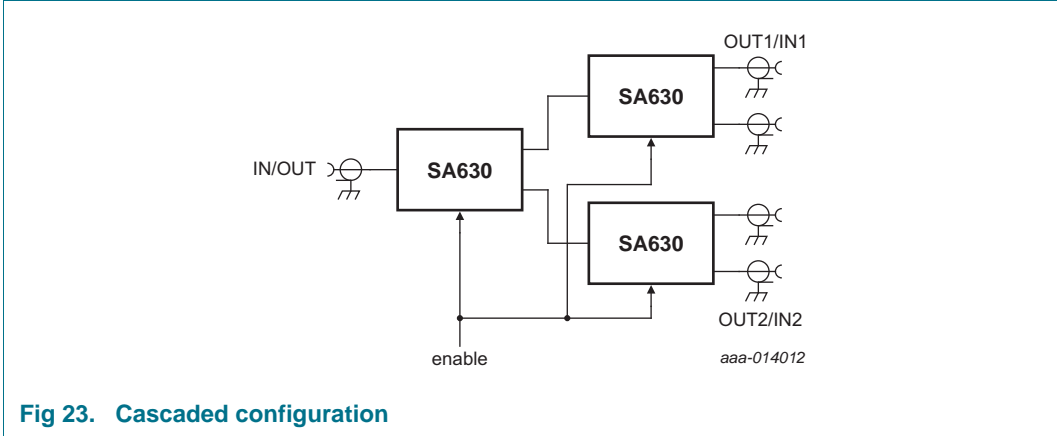 OUT1/IN1
SA630
IN/OUT
SA630
SA630
OUT2/IN2
enable
aaa-014012
Fig 23. Cascaded configuration